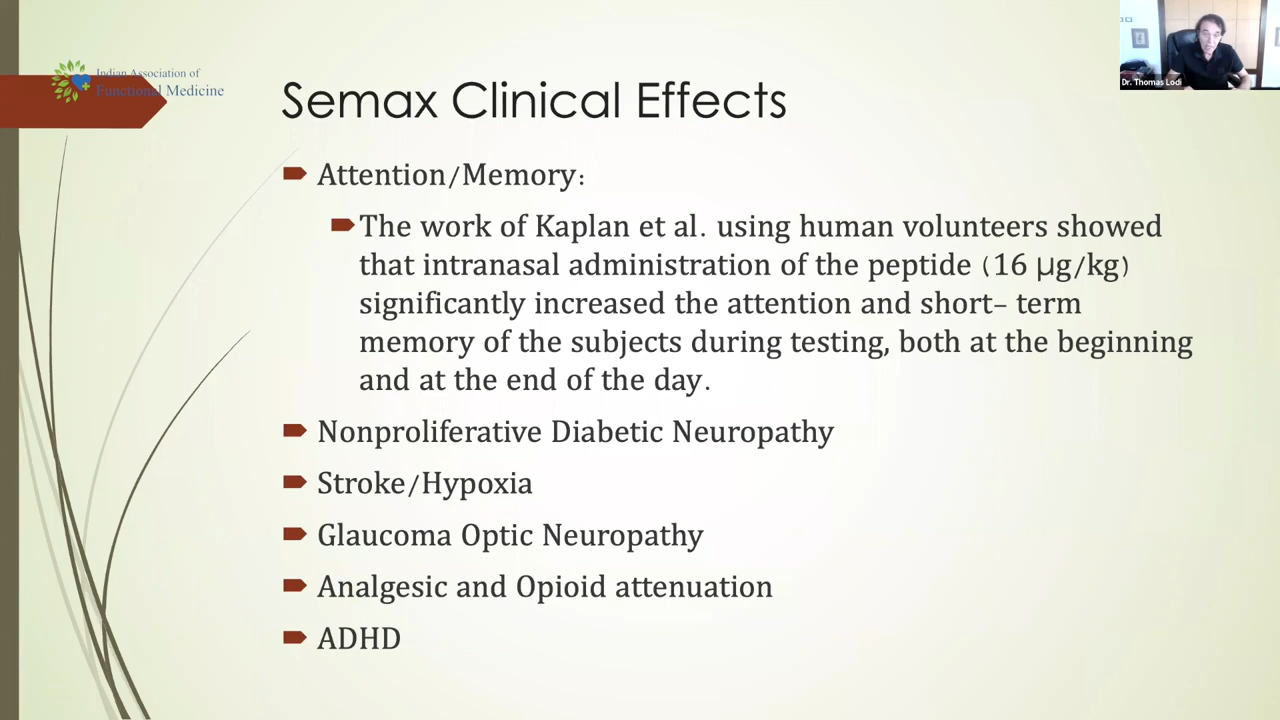 Indian Association of
Functional Medicine
Dr. Thomas Lodi
Semax Clinical Effects
Attention/Memory:
The work of Kaplan et al. using human volunteers showed
that intranasal administration of the peptide (16 µg/kg)
significantly increased the attention and short– term
memory of the subjects during testing, both at the beginning
and at the end of the day.
Nonproliferative Diabetic Neuropathy
Stroke/Hypoxia
Glaucoma Optic Neuropathy
Analgesic and Opioid attenuation
ADHD